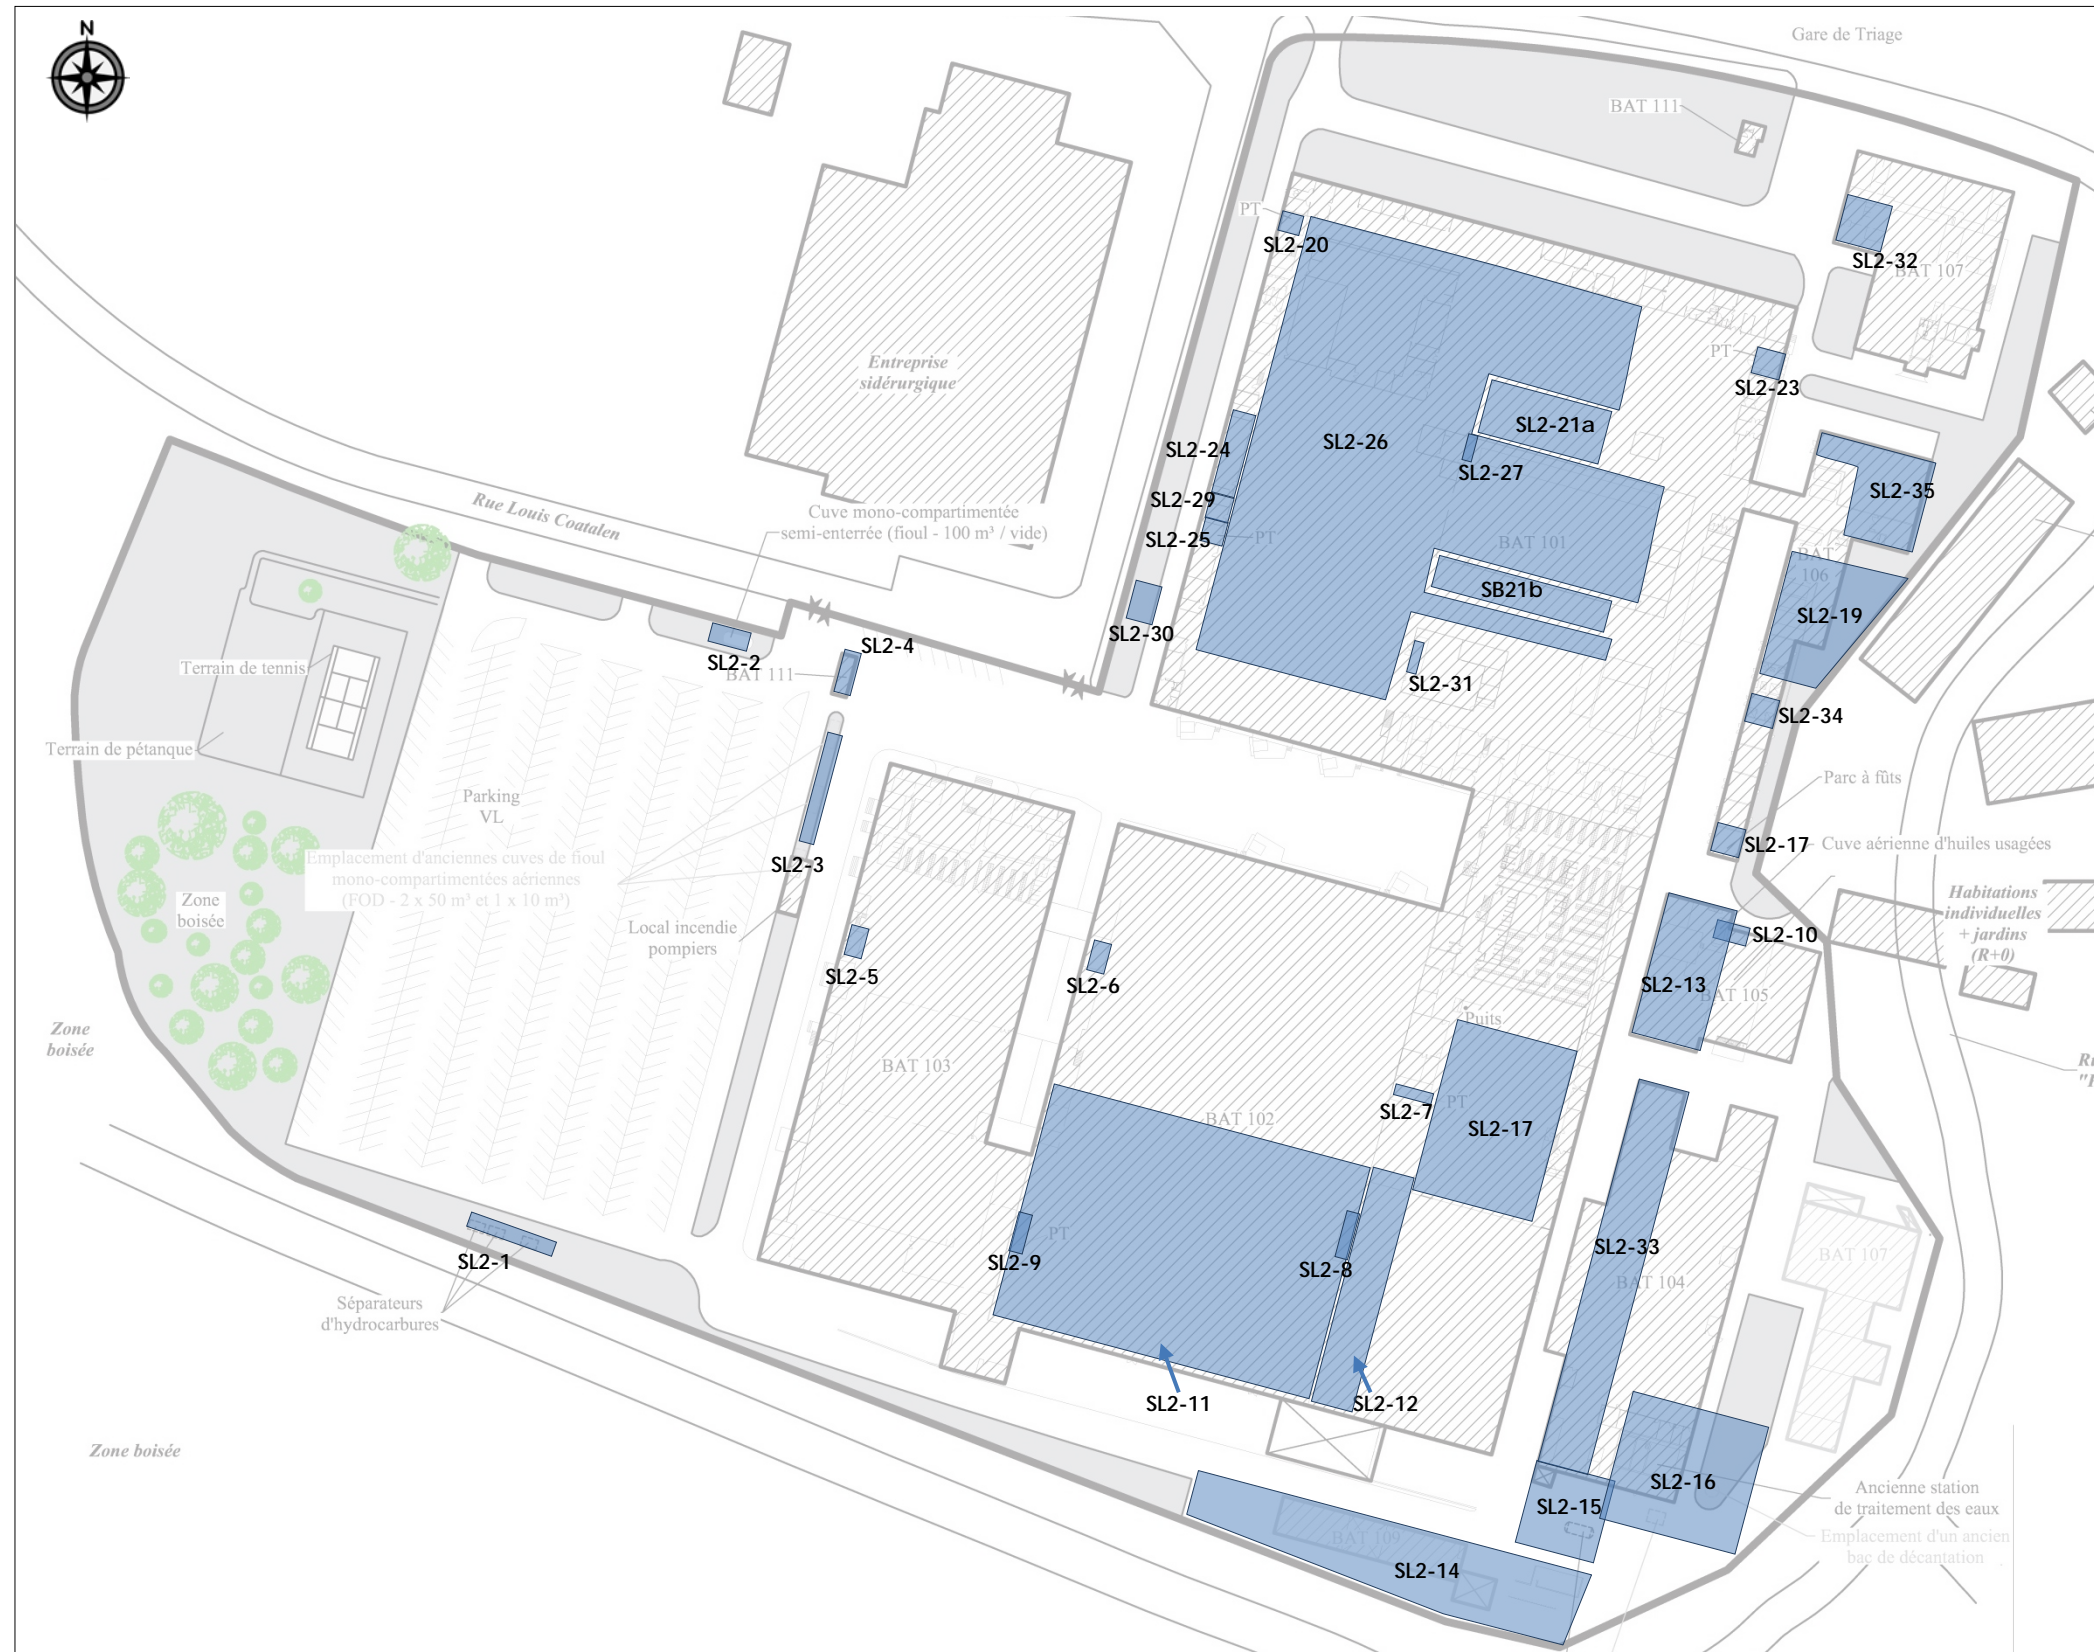 N
Gare de Triage
BAT 111
PT
SL2-20
SL2-32
BAT 107
PT
SL2-23
Entreprise
sidérurgique
SL2-21a
SL2-24
SL2-26
SL2-27
SL2-29
SL2-35
Rue Louis Coatalen
Cuve mono-compartimentée
semi-enterrée (fioul - 100 m³ / vide)
SL2-25
PT
BAT 101
BAT
106
SB21b
SL2-19
SL2-30
SL2-4
SL2-2
BAT 111
Terrain de tennis
SL2-31
SL2-34
Terrain de pétanque
Parc à fûts
Parking
VL
SL2-17
Cuve aérienne d'huiles usagées
SL2-3
Emplacement d'anciennes cuves de fioul
mono-compartimentées aériennes
(FOD - 2 x 50 m³ et 1 x 10 m³)
Habitations
individuelles
+ jardins
(R+0)
Zone
boisée
Local incendie
pompiers
SL2-10
SL2-5
SL2-6
SL2-13
BAT 105
Puits
Zone
boisée
BAT 103
BAT 102
SL2-7
PT
SL2-17
PT
SL2-9
SL2-8
SL2-33
BAT 104
BAT 107
SL2-1
Séparateurs
d'hydrocarbures
SL2-11
SL2-12
Zone boisée
SL2-16
Ancienne station
de traitement des eaux
SL2-15
BAT 109
Emplacement d'un ancien
bac de décantation
SL2-14